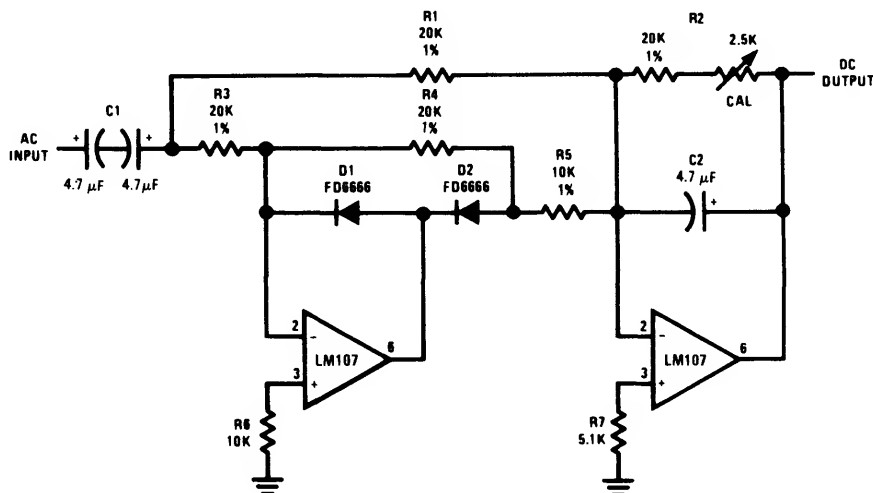 R1
20K
1%
R2
20K
1%
2.5K
CAL
DC
DUTPUT
R3
20K
1%
R4
20K
1%
C1
AC
INPUT
+
+
4.7 μF
4.7μF
D1
FD6666
D2
FD6666
R5
10K
1%
C2
4.7 μF
+
2
−
6
LM107
3
+
R6
10K
2
−
6
LM107
3
+
R7
5.1K